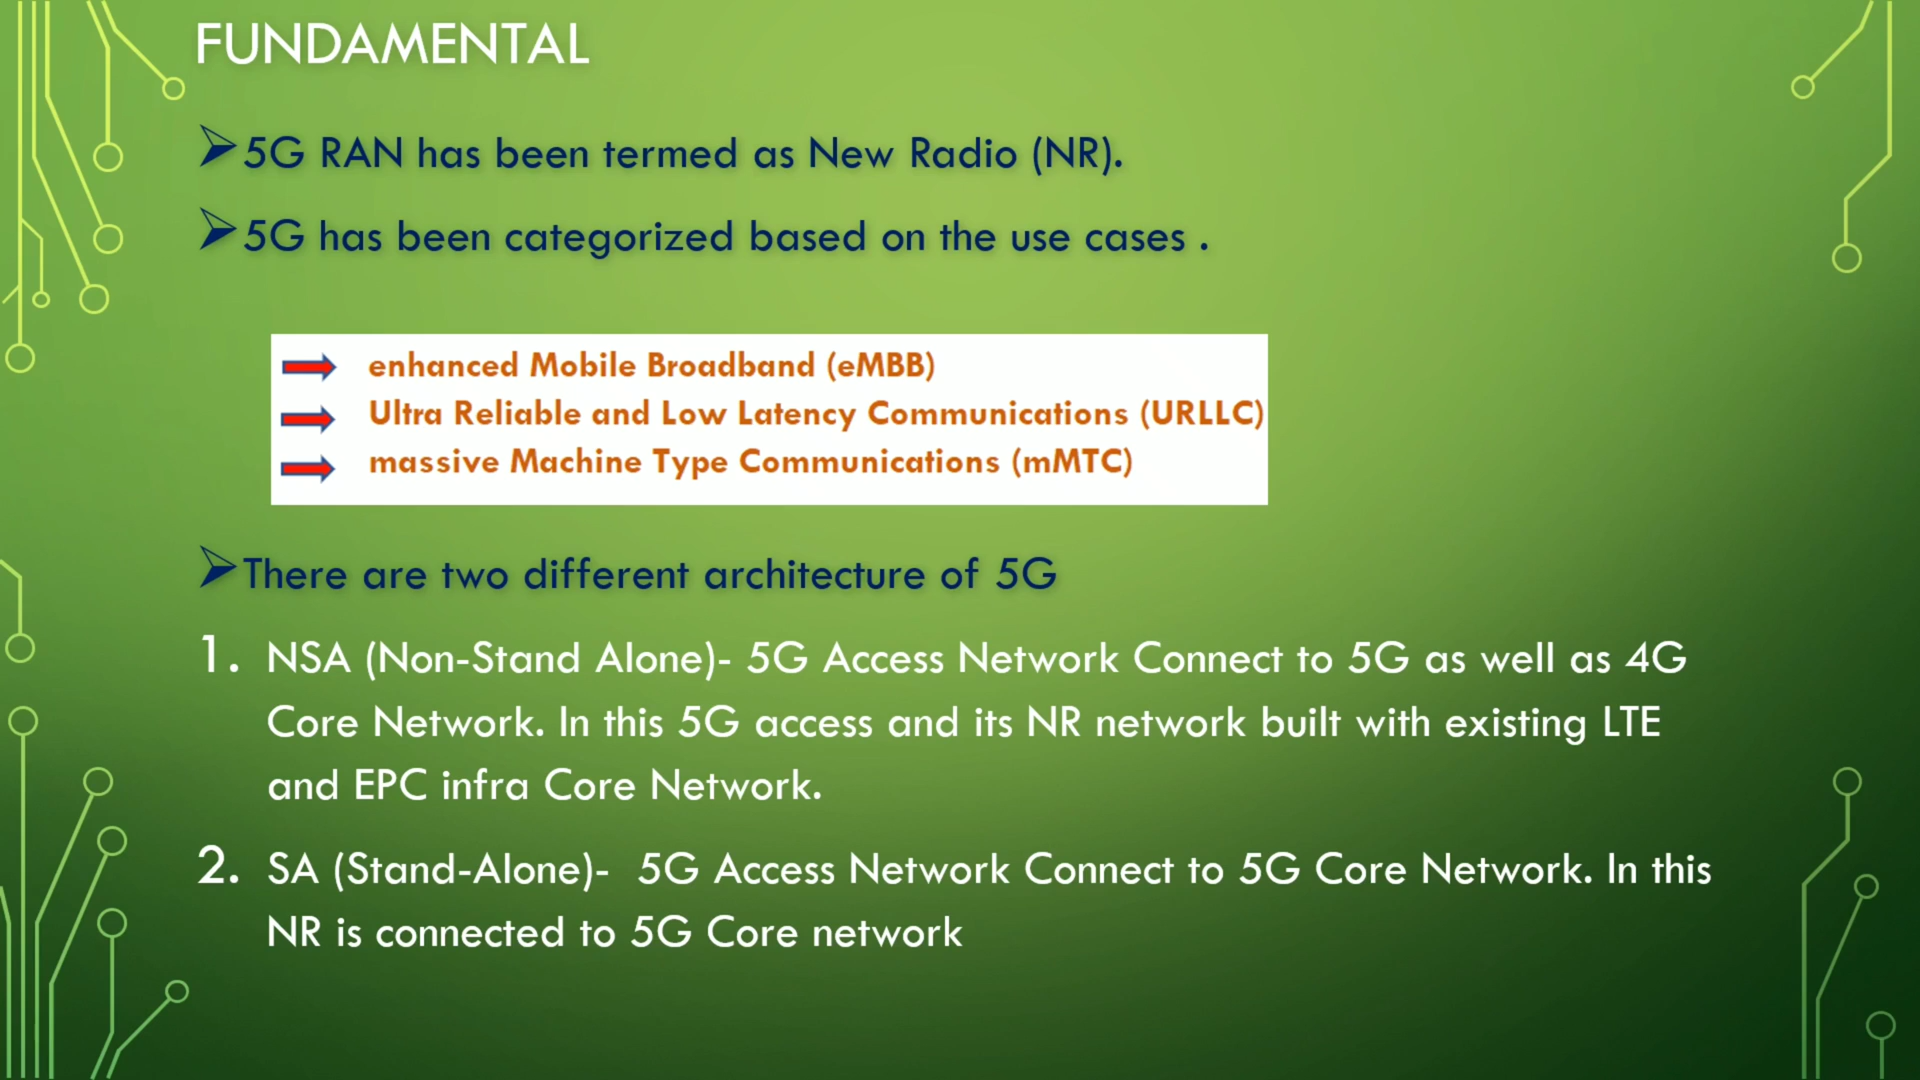 FUNDAMENTAL
➢5G RAN has been termed as New Radio (NR).
➢5G has been categorized based on the use cases .
enhanced Mobile Broadband (eMBB)
Ultra Reliable and Low Latency Communications (URLLC)
massive Machine Type Communications (mMTC)
➢There are two different architecture of 5G
1. NSA (Non-Stand Alone)- 5G Access Network Connect to 5G as well as 4G
Core Network. In this 5G access and its NR network built with existing LTE
and EPC infra Core Network.
2. SA (Stand-Alone)- 5G Access Network Connect to 5G Core Network. In this
NR is connected to 5G Core network